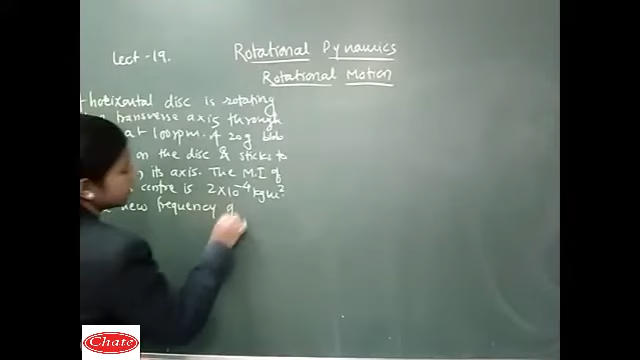 Lect-19.
Rotational Dynamics
Rotational Motion
horizontal disc is rotating
transverse axis through
at 100rpm. A 20g blob
on the disc & sticks to
its axis. The M.I of
centre is 2×10⁻⁴ kgm²
new frequency of
Chate